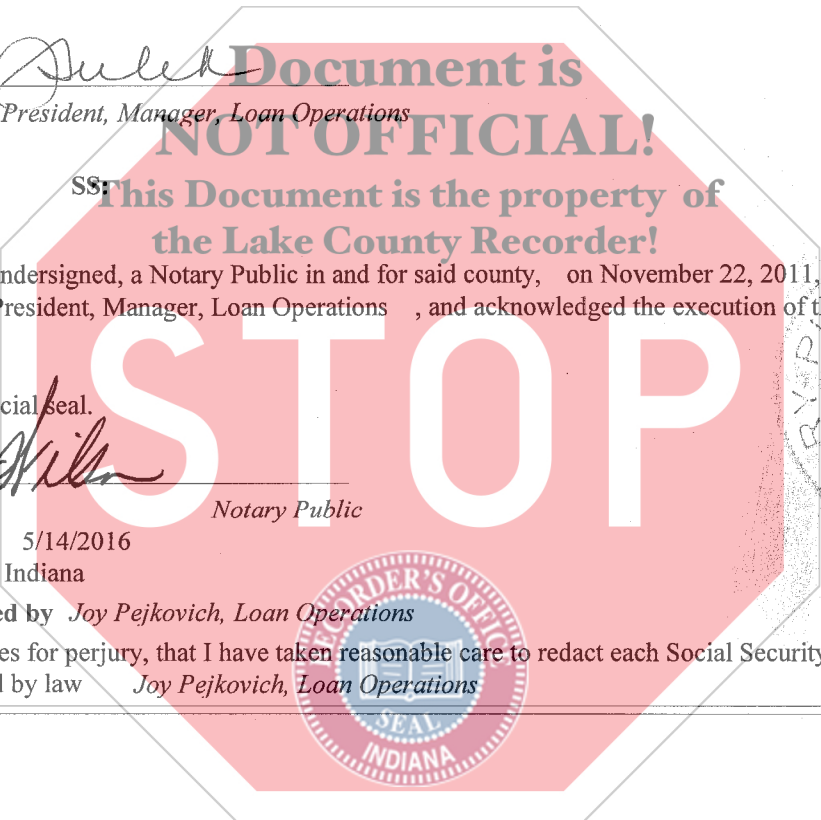 Document is
President, Manager, Loan Operations
NOT OFFICIAL!
SS:
This Document is the property of
the Lake County Recorder!
ndersigned, a Notary Public in and for said county, on November 22, 2011,
President, Manager, Loan Operations , and acknowledged the execution of t
STOP
RY P
cial seal.
Notary Public
5/14/2016
Indiana
ed by Joy Pejkovich, Loan Operations
es for perjury, that I have taken reasonable care to redact each Social Security
d by law Joy Pejkovich, Loan Operations
RECORDER'S OFFICE
SEAL
INDIANA